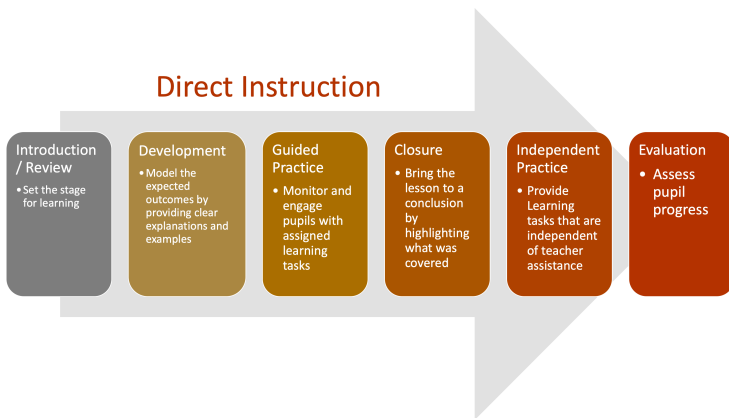 Direct Instruction
Introduction
/ Review
•Set the stage
for learning
Development
•Model the
expected
outcomes by
providing clear
explanations and
examples
Guided
Practice
• Monitor and
engage
pupils with
assigned
learning
tasks
Closure
• Bring the
lesson to a
conclusion
by
highlighting
what was
covered
Independent
Practice
• Provide
Learning
tasks that are
independent
of teacher
assistance
Evaluation
• Assess
pupil
progress